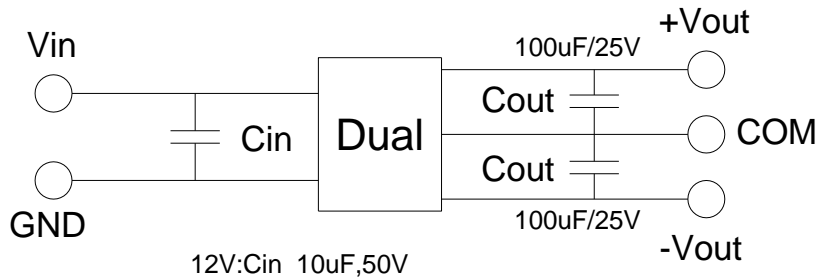 Vin
GND
Cin
Dual
100uF/25V
Cout
Cout
100uF/25V
+Vout
COM
-Vout
12V:Cin 10uF,50V